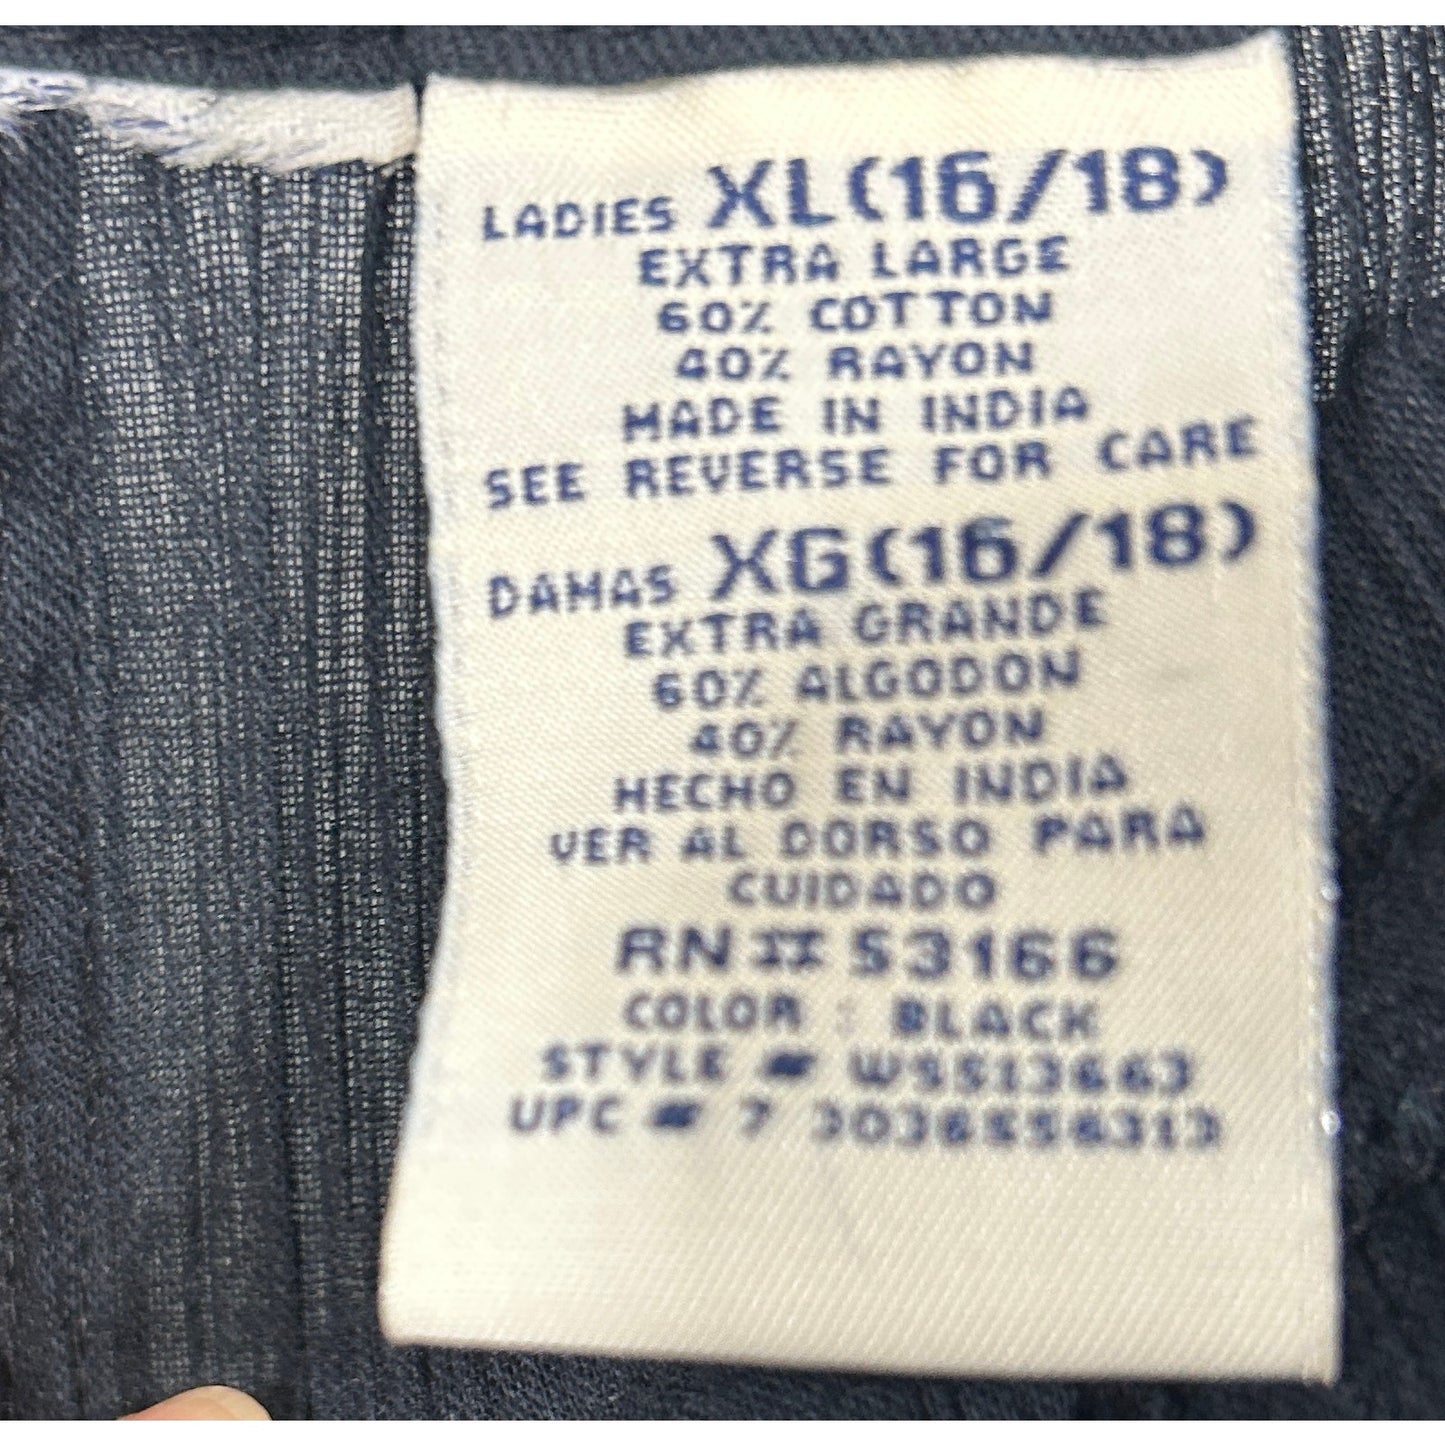 LADIES XL(16/18)
EXTRA LARGE
60% COTTON
40% RAYON
MADE IN INDIA
SEE REVERSE FOR CARE
DAMAS XG(16/18)
EXTRA GRANDE
60% ALGODON
40% RAYON
HECHO EN INDIA
VER AL DORSO PARA
CUIDADO
RN # 53166
COLOR : BLACK
STYLE #
UPC # 7